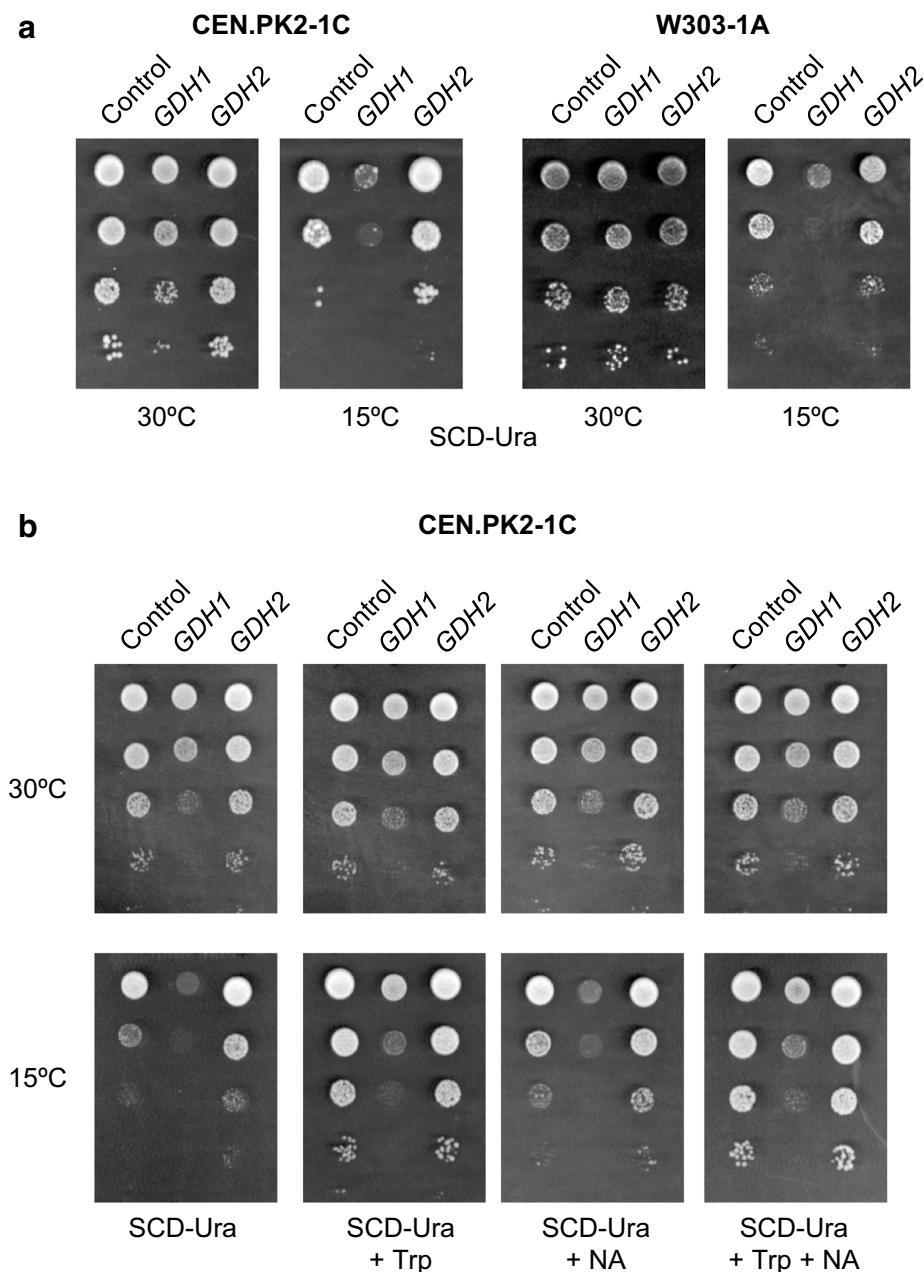 a
CEN.PK2-1C
W303-1A
Control GDH1 GDH2
Control GDH1 GDH2
Control GDH1 GDH2
Control GDH1 GDH2
30ºC
15ºC
30ºC
15ºC
SCD-Ura
b
CEN.PK2-1C
Control GDH1 GDH2
Control GDH1 GDH2
Control GDH1 GDH2
Control GDH1 GDH2
30ºC
15ºC
SCD-Ura
SCD-Ura
+ Trp
SCD-Ura
+ NA
SCD-Ura
+ Trp + NA